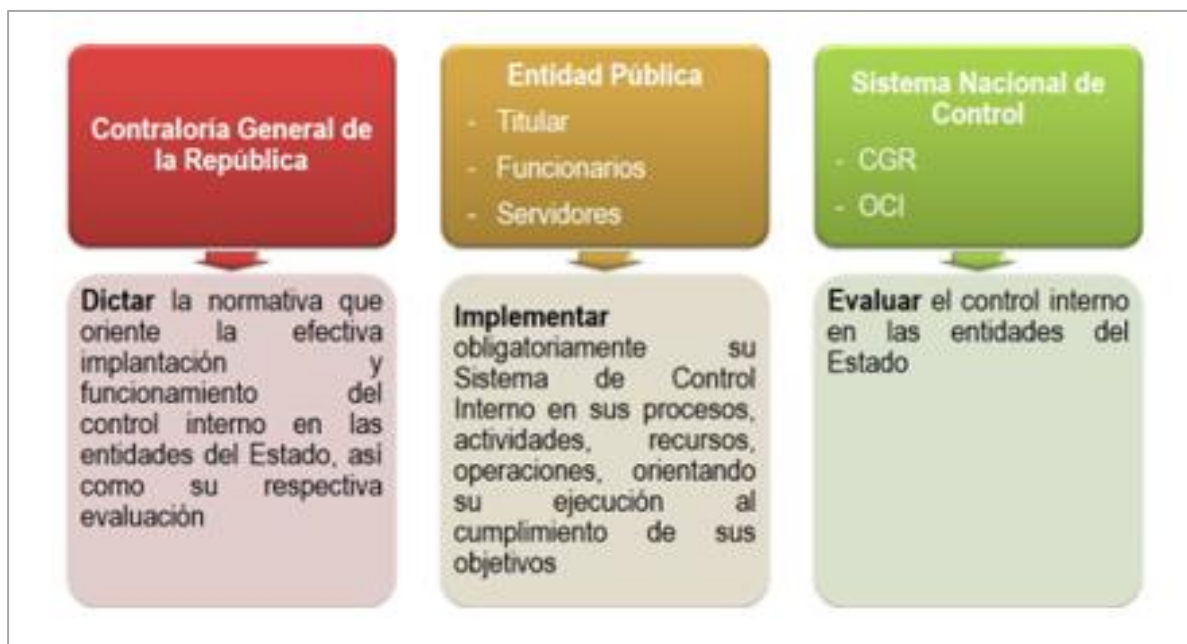 Contraloría General de
la República
Dictar la normativa que
oriente la efectiva
implantación y
funcionamiento del
control interno en las
entidades del Estado, así
como su respectiva
evaluación
Entidad Pública
- Titular
- Funcionarios
- Servidores
Implementar
obligatoriamente su
Sistema de Control
Interno en sus procesos,
actividades, recursos,
operaciones, orientando
su ejecución al
cumplimiento de sus
objetivos
Sistema Nacional de
Control
- CGR
- OCI
Evaluar el control interno
en las entidades del
Estado